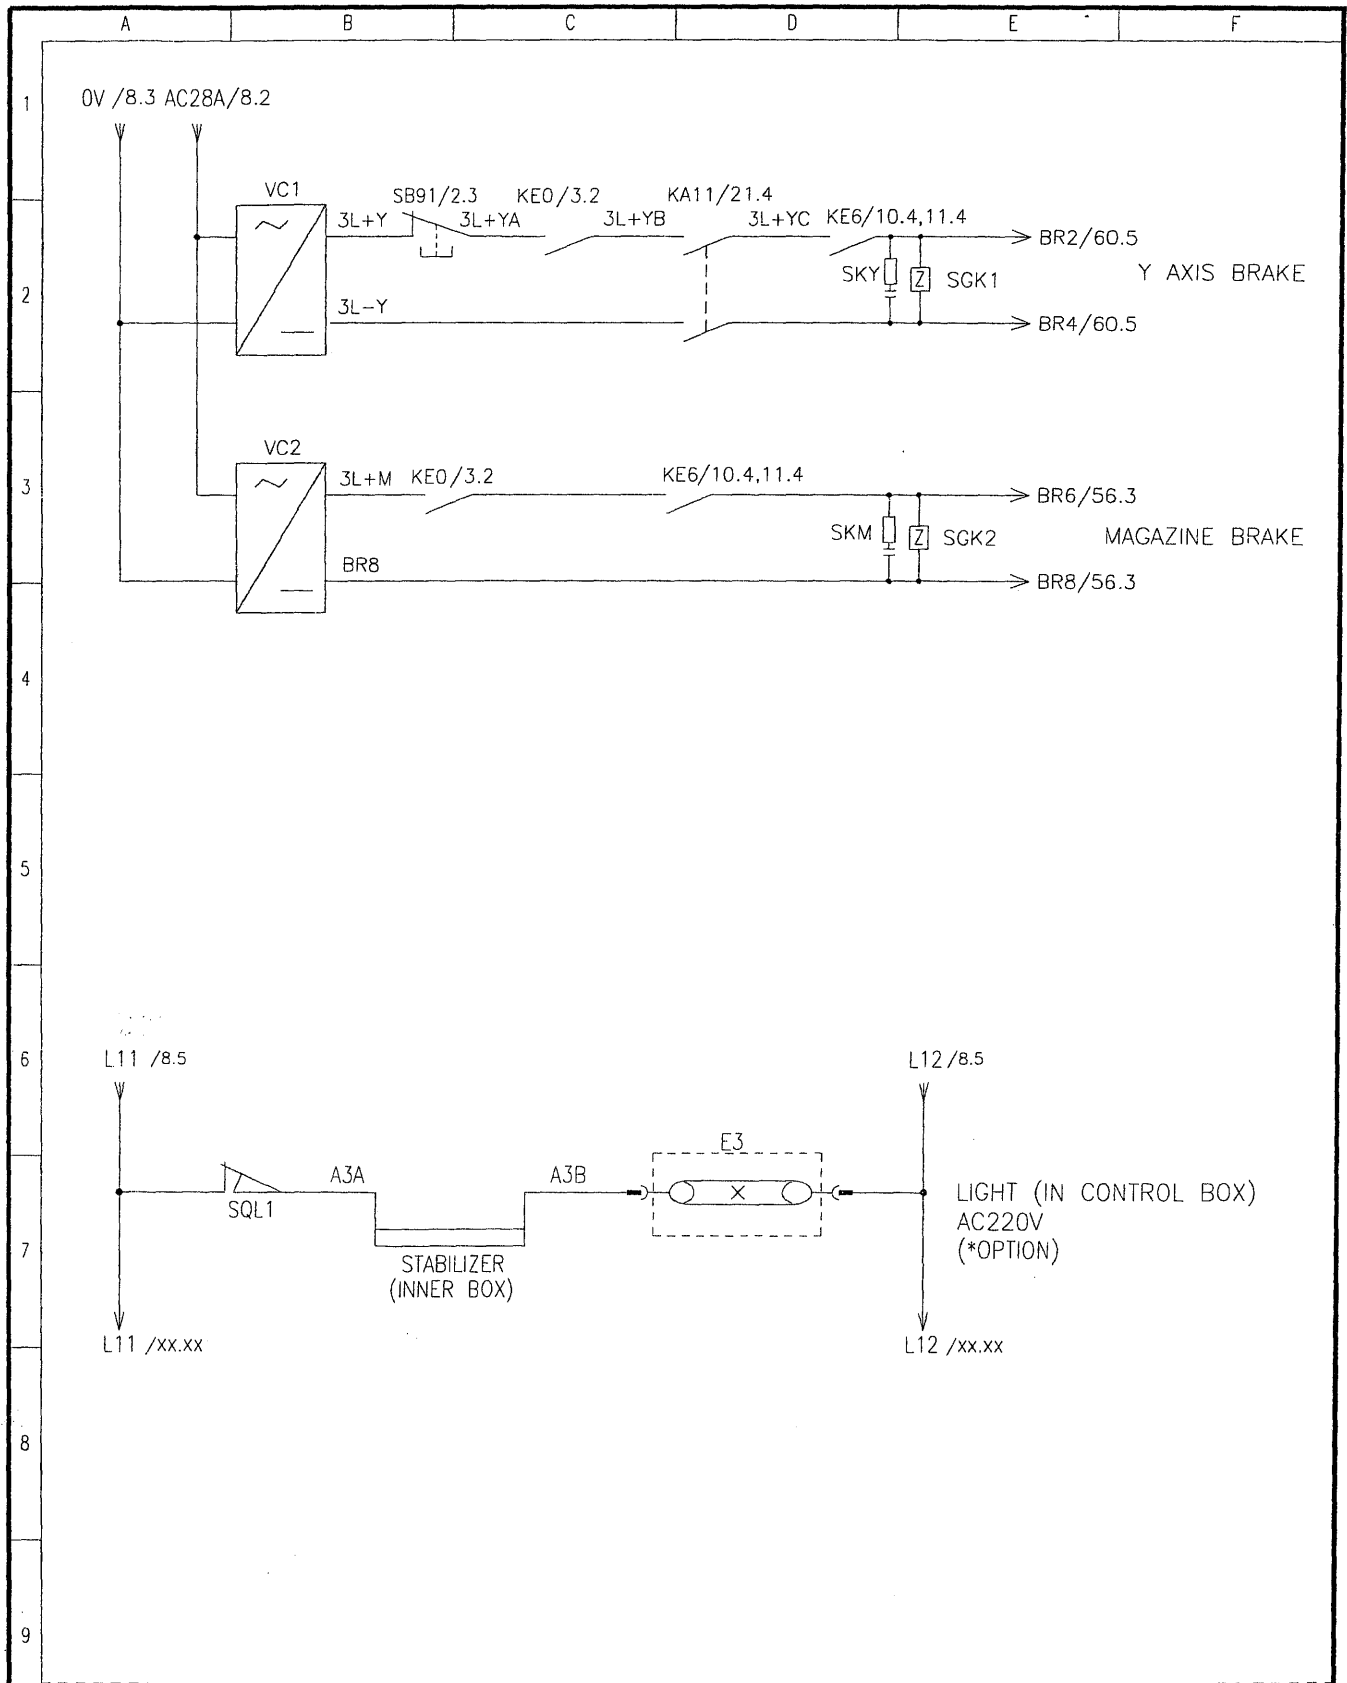 A B C D E F
1
0V /8.3 AC28A/8.2
VC1
SB91/2.3 KE0/3.2 KA11/21.4
3L+Y 3L+YA 3L+YB 3L+YC KE6/10.4,11.4
BR2/60.5
SKY Z SGK1
Y AXIS BRAKE
2
3L-Y
BR4/60.5
VC2
3
3L+M KE0/3.2 KE6/10.4,11.4
BR6/56.3
SKM Z SGK2
MAGAZINE BRAKE
BR8
BR8/56.3
4
5
6
L11 /8.5 L12/8.5
E3
A3A A3B
SQL1
LIGHT (IN CONTROL BOX)
AC220V
(*OPTION)
7
STABILIZER
(INNER BOX)
L11 /xx.xx L12 /xx.xx
8
9